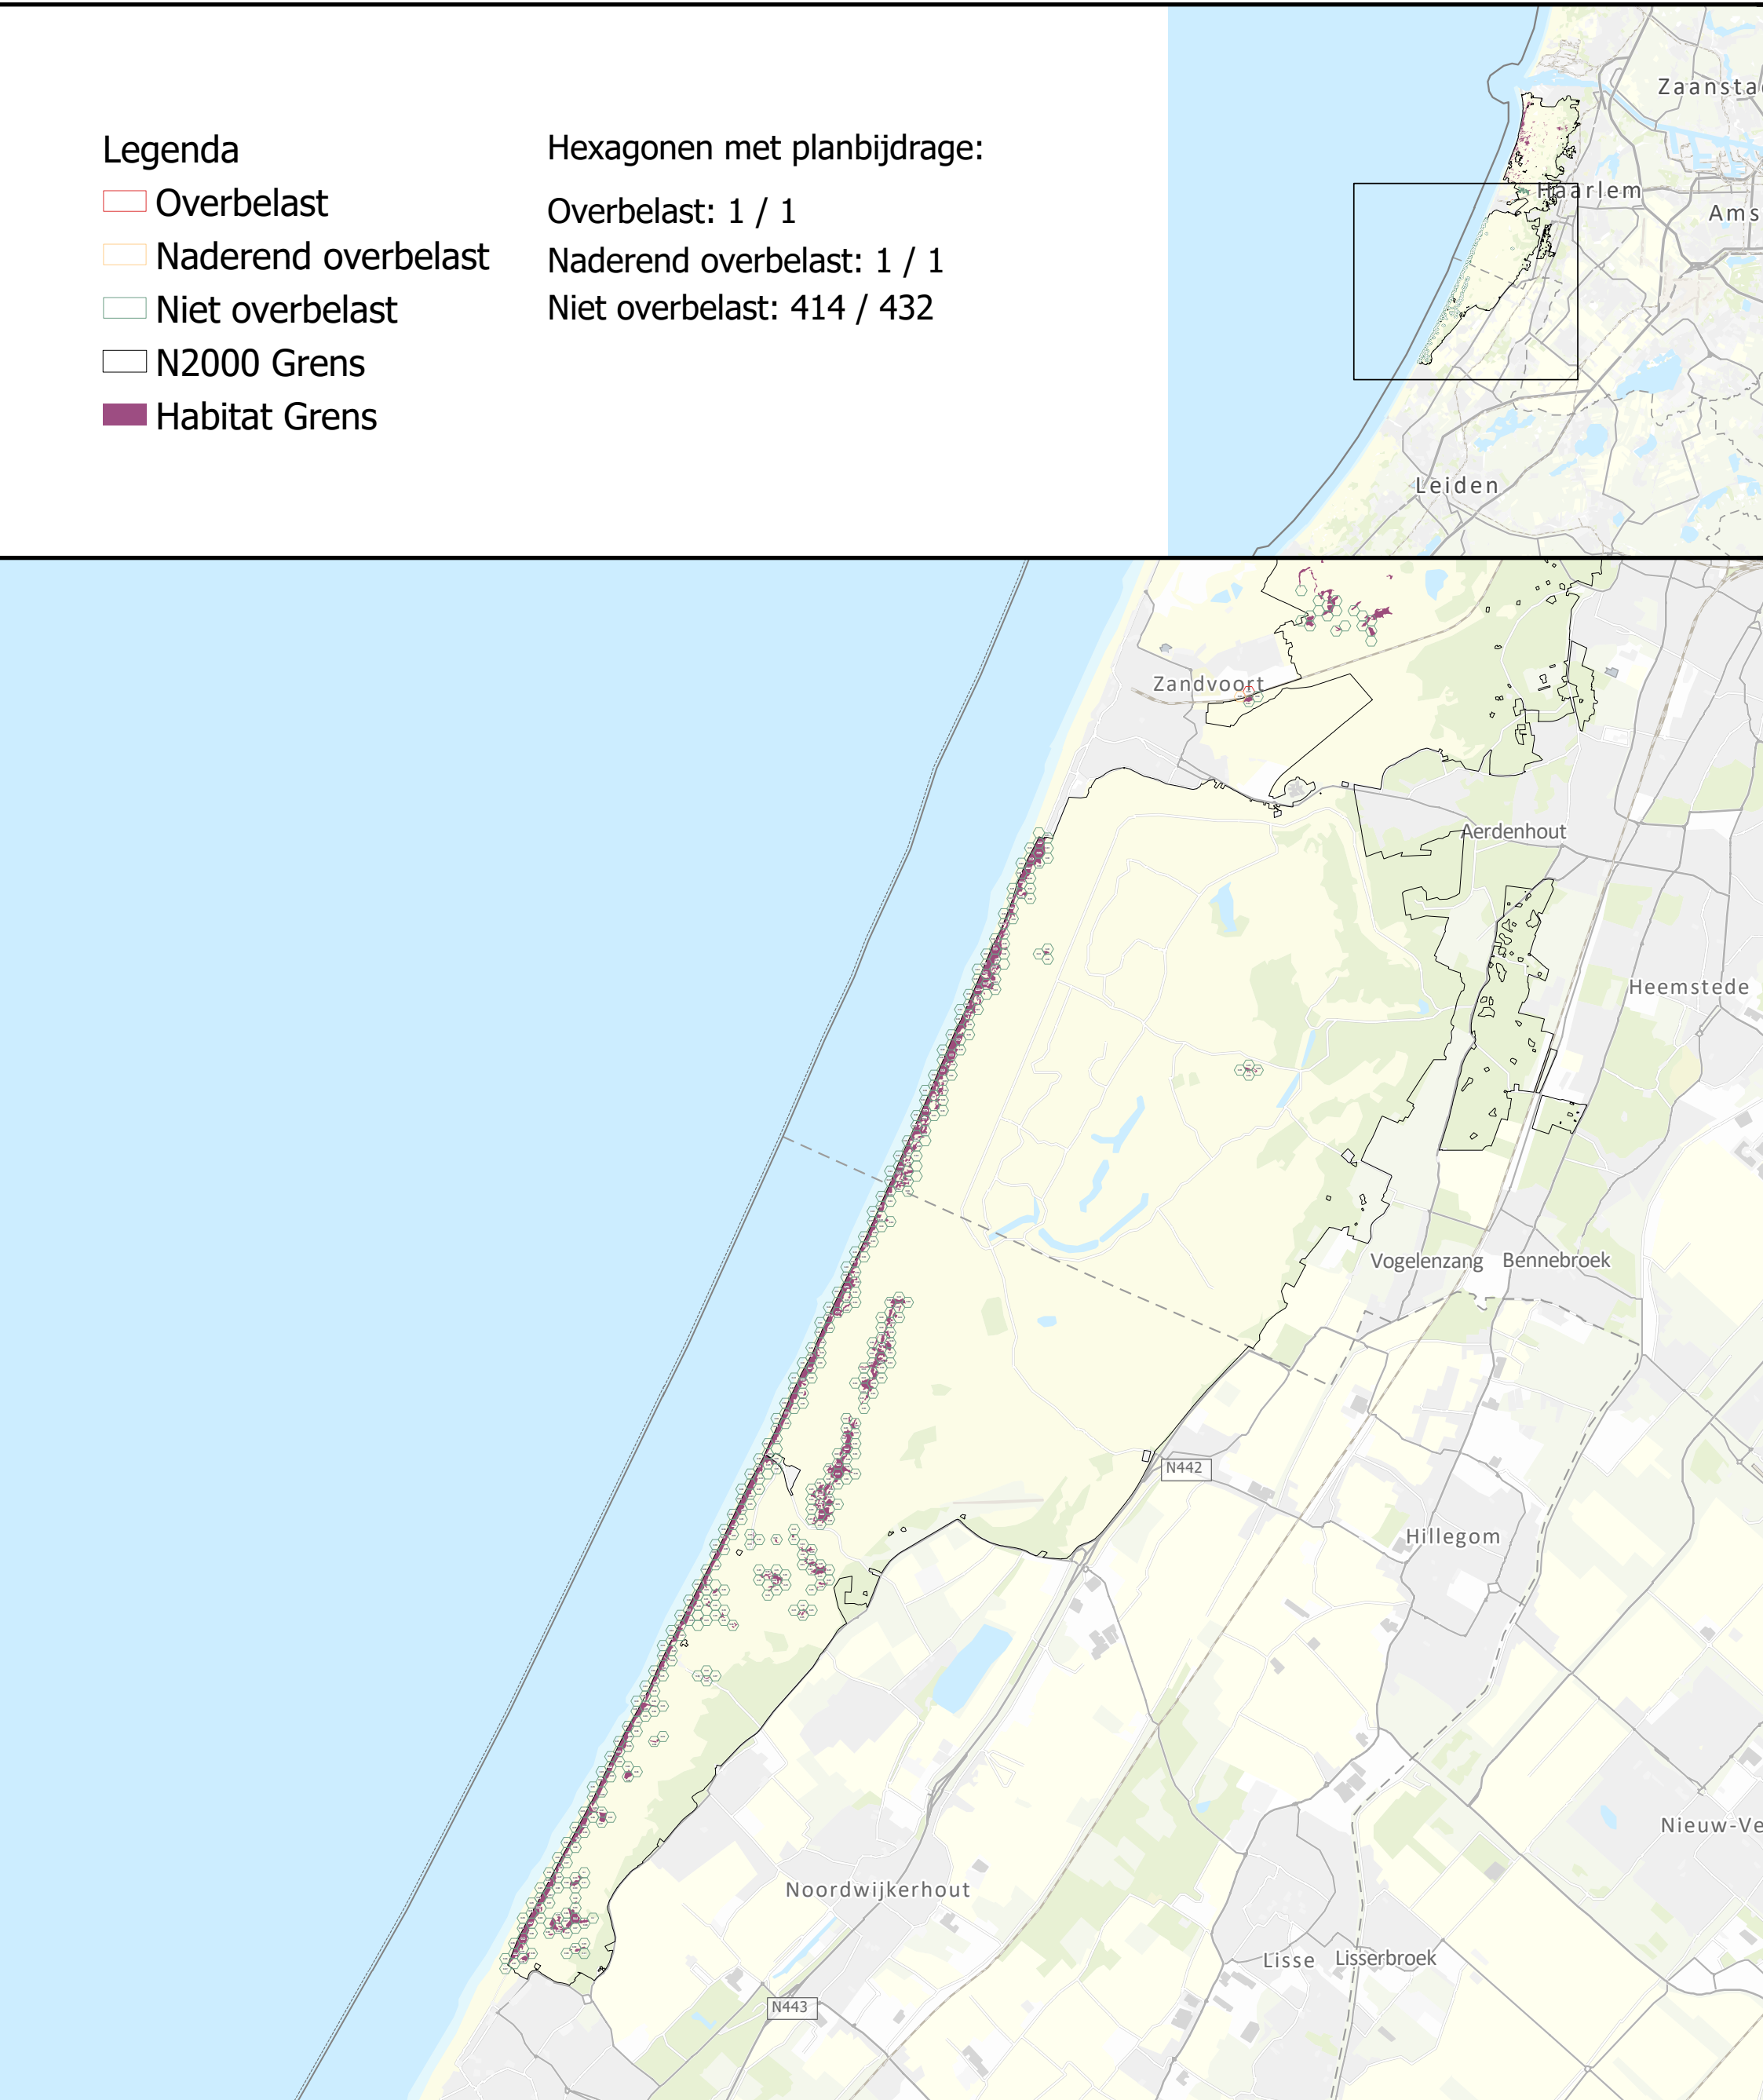 Legenda
Overbelast
Naderend overbelast
Niet overbelast
N2000 Grens
Habitat Grens
Hexagonen met planbijdrage:
Overbelast: 1 / 1
Naderend overbelast: 1 / 1
Niet overbelast: 414 / 432
Zaansta
Haarlem
Ams
Leiden
Zandvoort
Aerdenhout
Heemstede
Vogelenzang
Bennebroek
N442
Hillegom
Nieuw-Ve
Noordwijkerhout
Lisse
Lisserbroek
N443